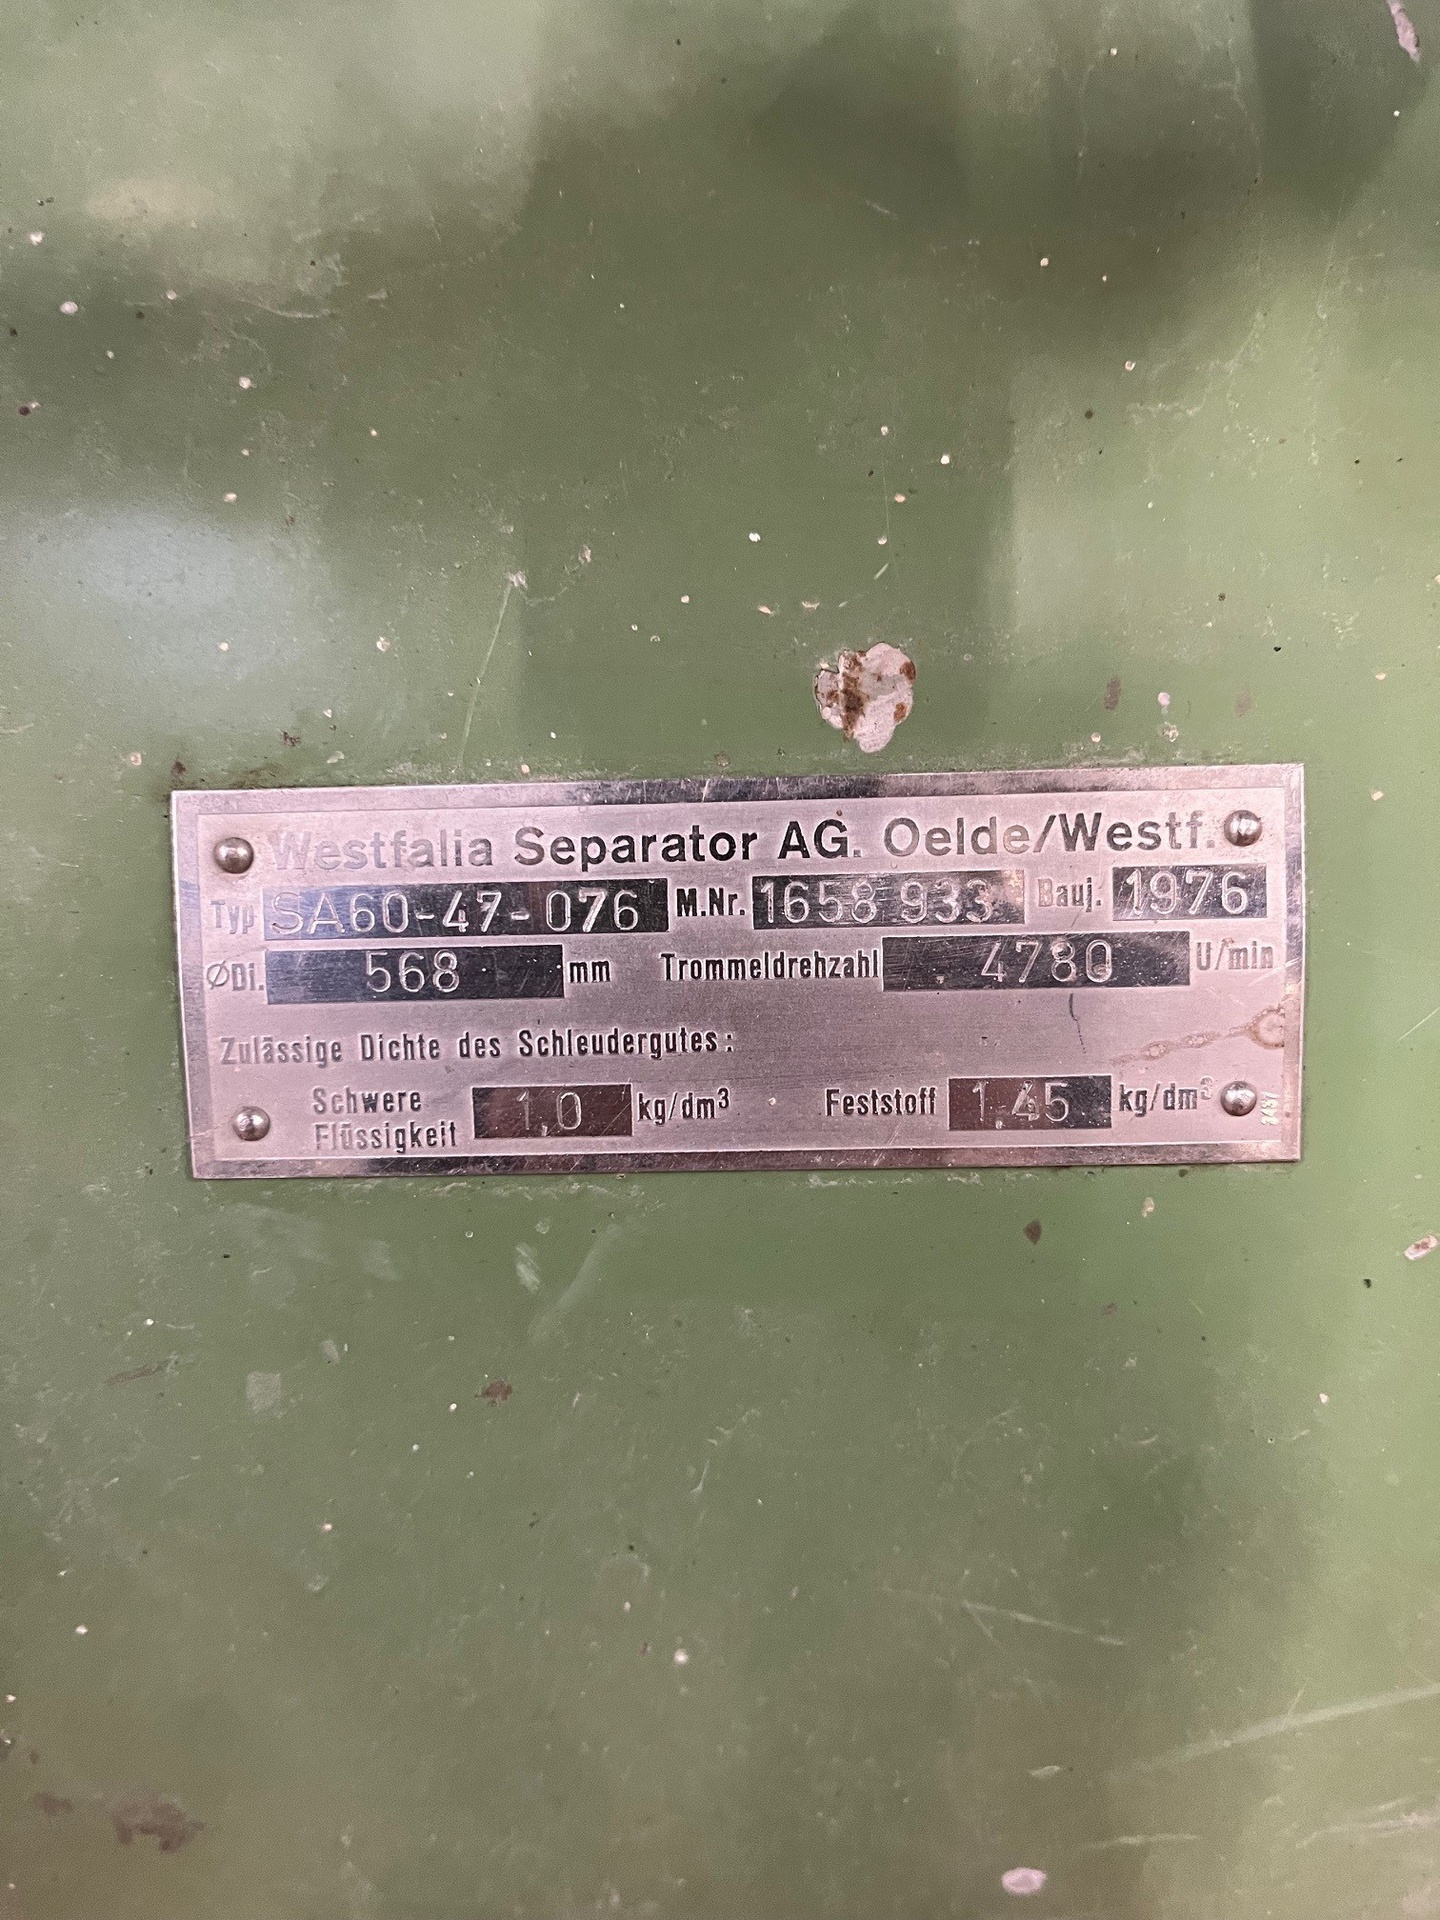 Westfalia Separator AG. Oelde/Westf.
Typ SA60-47-076 M.Nr. 1658 933 Bauj. 1976
ØDi. 568 mm Trommeldrehzahl 4780 U/min
Zulässige Dichte des Schleudergutes:
Schwere Flüssigkeit 1,0 kg/dm³ Feststoff 1,45 kg/dm³